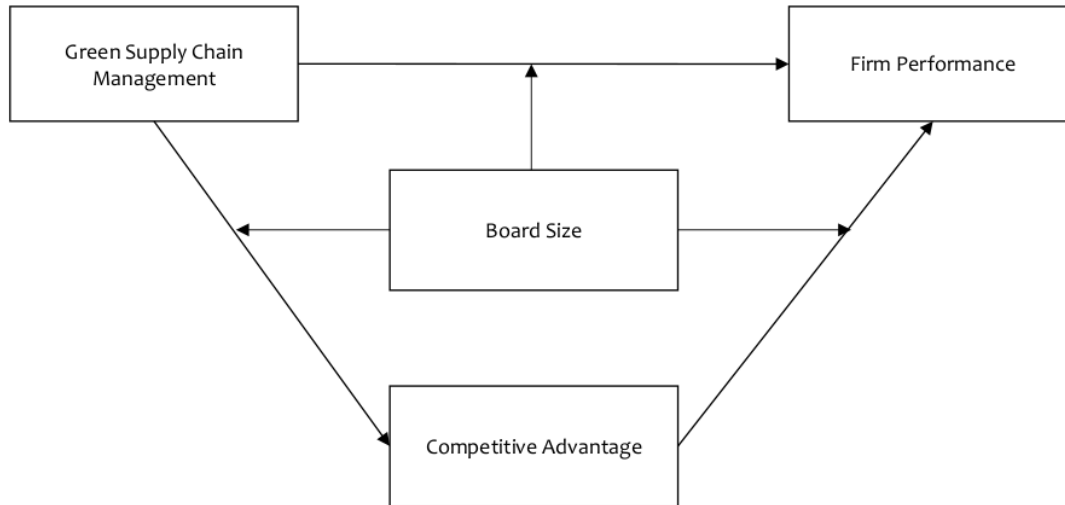 Green Supply Chain
Management
Firm Performance
Board Size
Competitive Advantage